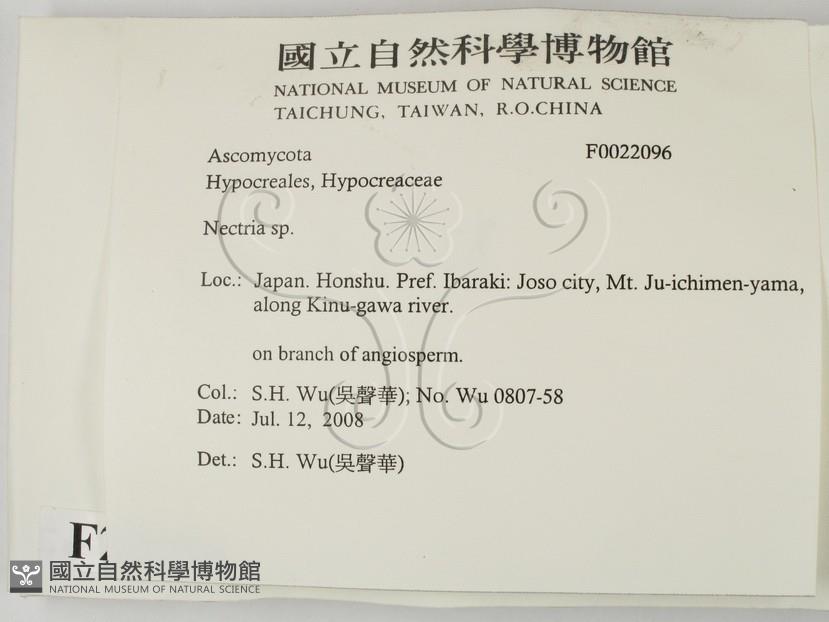 國立自然科學博物館
NATIONAL MUSEUM OF NATURAL SCIENCE
TAICHUNG, TAIWAN, R.O.CHINA
Ascomycota F0022096
Hypocreales, Hypocreaceae
Nectria sp.
Loc.: Japan. Honshu. Pref. Ibaraki: Joso city, Mt. Ju-ichimen-yama,
along Kinu-gawa river.
on branch of angiosperm.
Col.: S.H. Wu(吳聲華); No. Wu 0807-58
Date: Jul. 12, 2008
Det.: S.H. Wu(吳聲華)
國立自然科學博物館
NATIONAL MUSEUM OF NATURAL SCIENCE